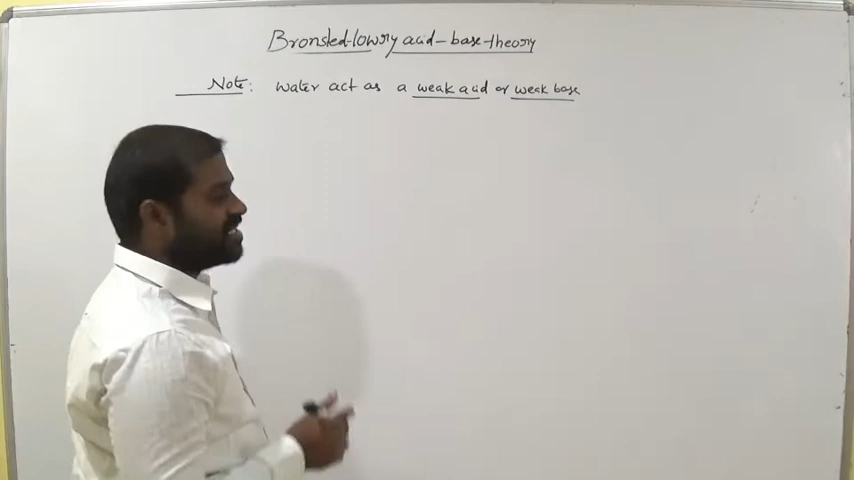 Bronsted-lowry acid-base-theory
Note: water act as a weak acid or weak base